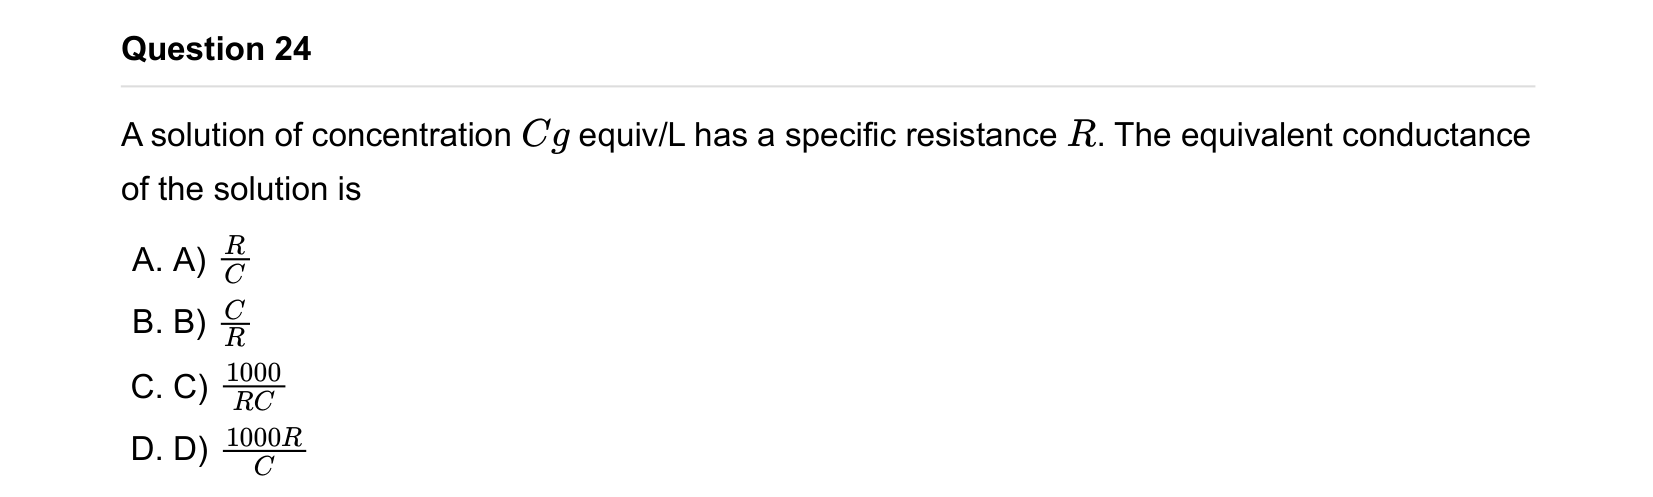 Question 24
A solution of concentration Cg equiv/L has a specific resistance R. The equivalent conductance
of the solution is
A. A) \frac{R}{C}
B. B) \frac{C}{R}
C. C) \frac{1000}{RC}
D. D) \frac{1000R}{C}